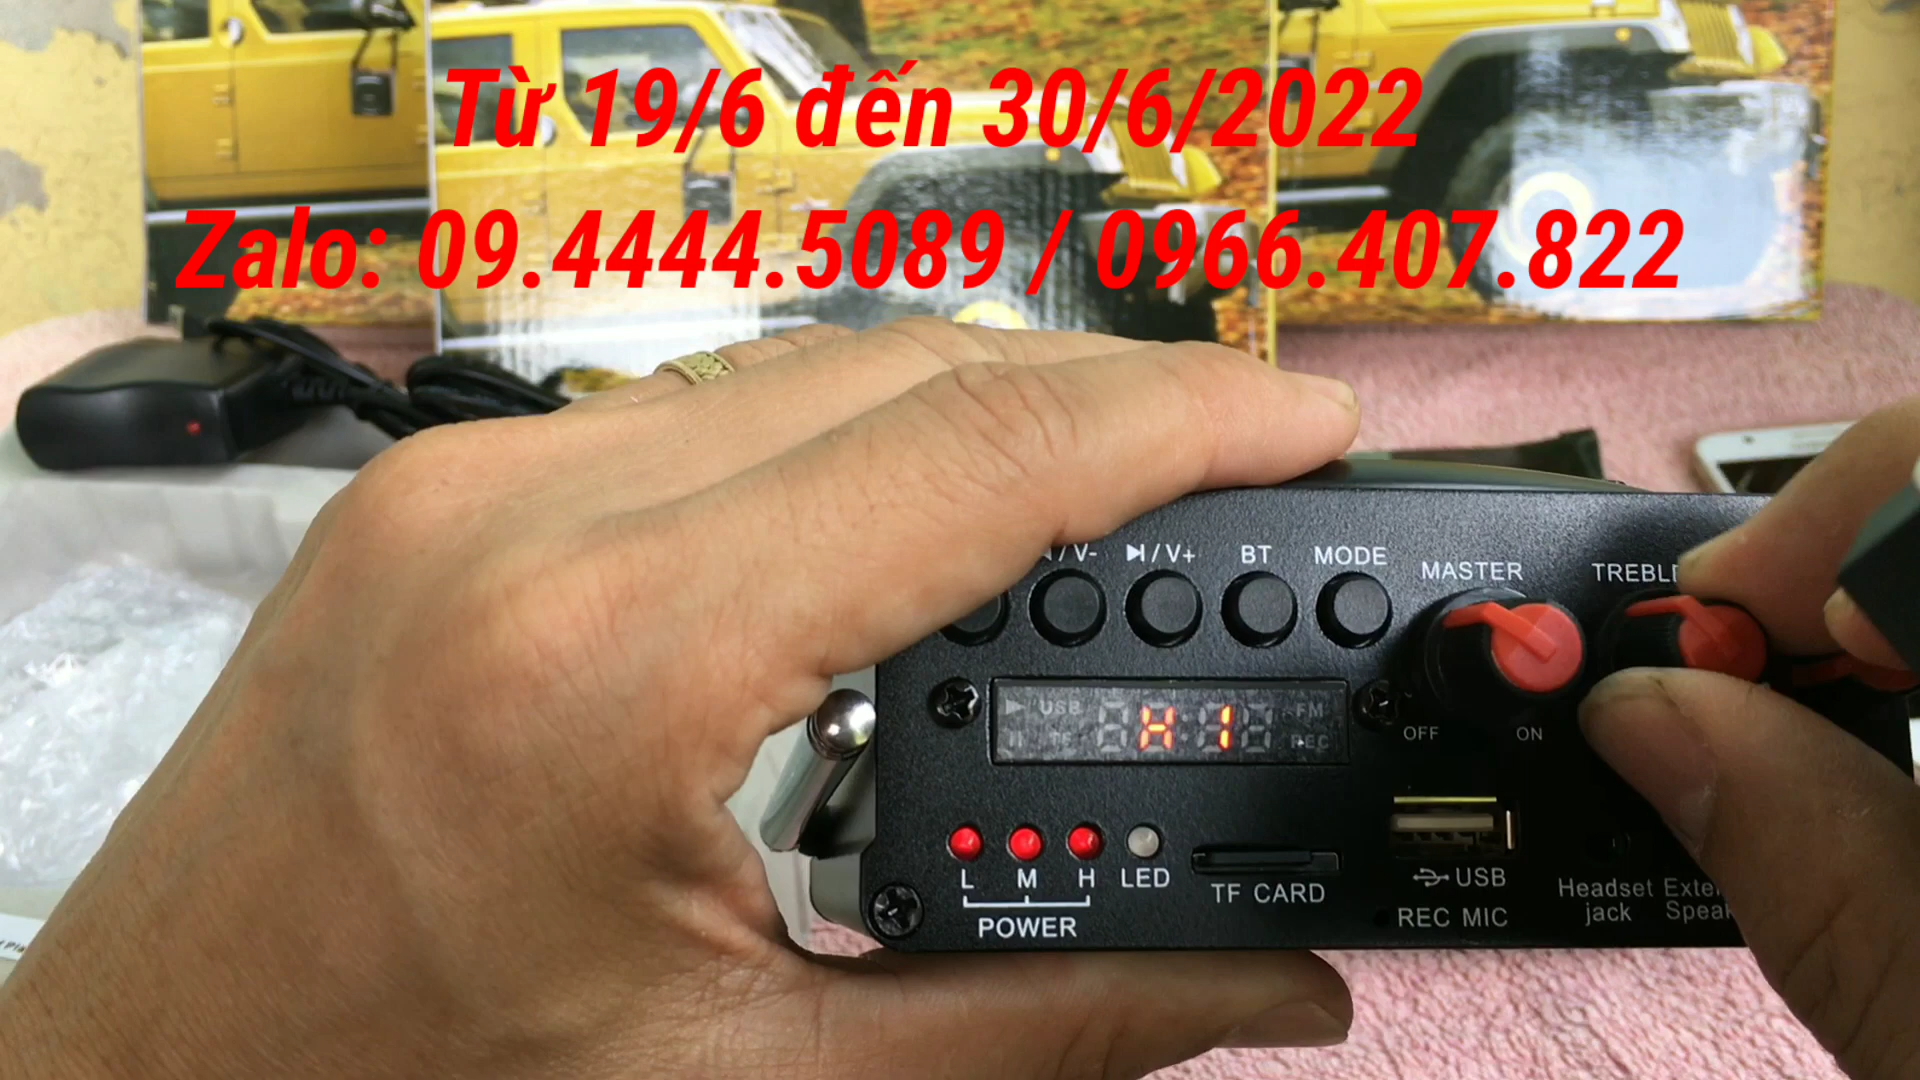 Từ 19/6 đến 30/6/2022
Zalo: 09.4444.5089 / 0966.407.822
/ V- / V+ BT MODE
MASTER
USB FM
H 1
REC
OFF ON
L M H LED
POWER
TF CARD
USB
REC MIC
Headset
jack